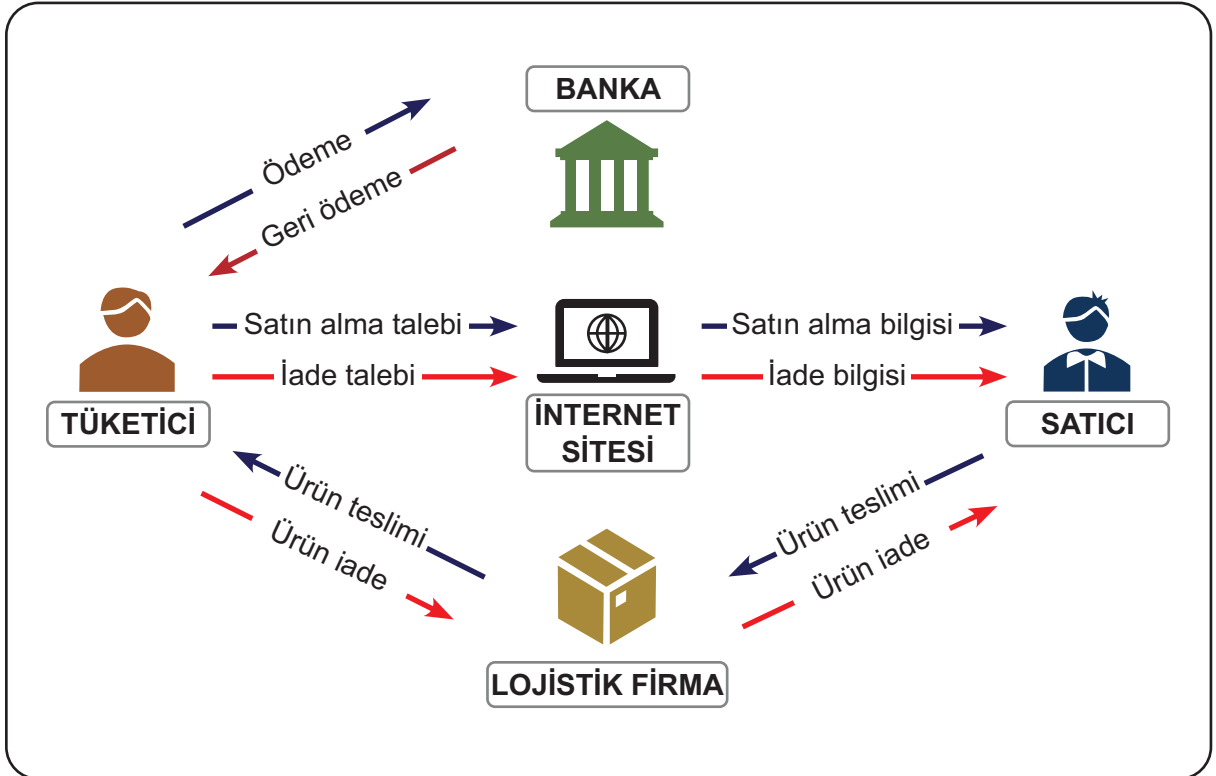 BANKA
Ödeme
Geri ödeme
Satın alma talebi
Satın alma bilgisi
İade talebi
İade bilgisi
TÜKETİCİ
İNTERNET
SİTESİ
SATICI
Ürün teslimi
Ürün teslimi
Ürün iade
Ürün iade
LOJİSTİK FİRMA